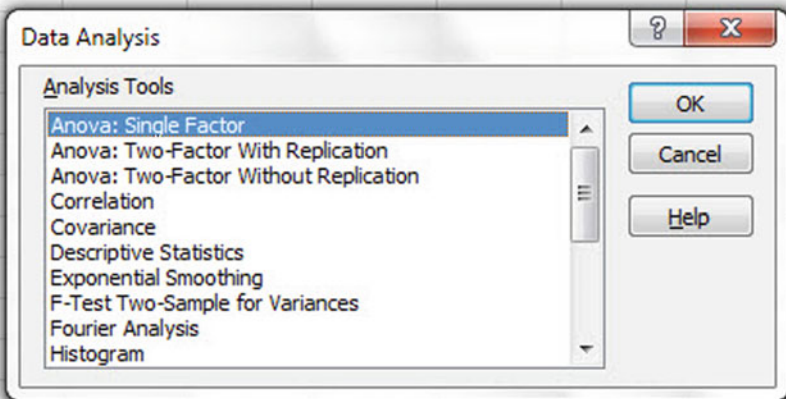 Data Analysis
?
X
Analysis Tools
Anova: Single Factor
Anova: Two-Factor With Replication
Anova: Two-Factor Without Replication
Correlation
Covariance
Descriptive Statistics
Exponential Smoothing
F-Test Two-Sample for Variances
Fourier Analysis
Histogram
OK
Cancel
Help